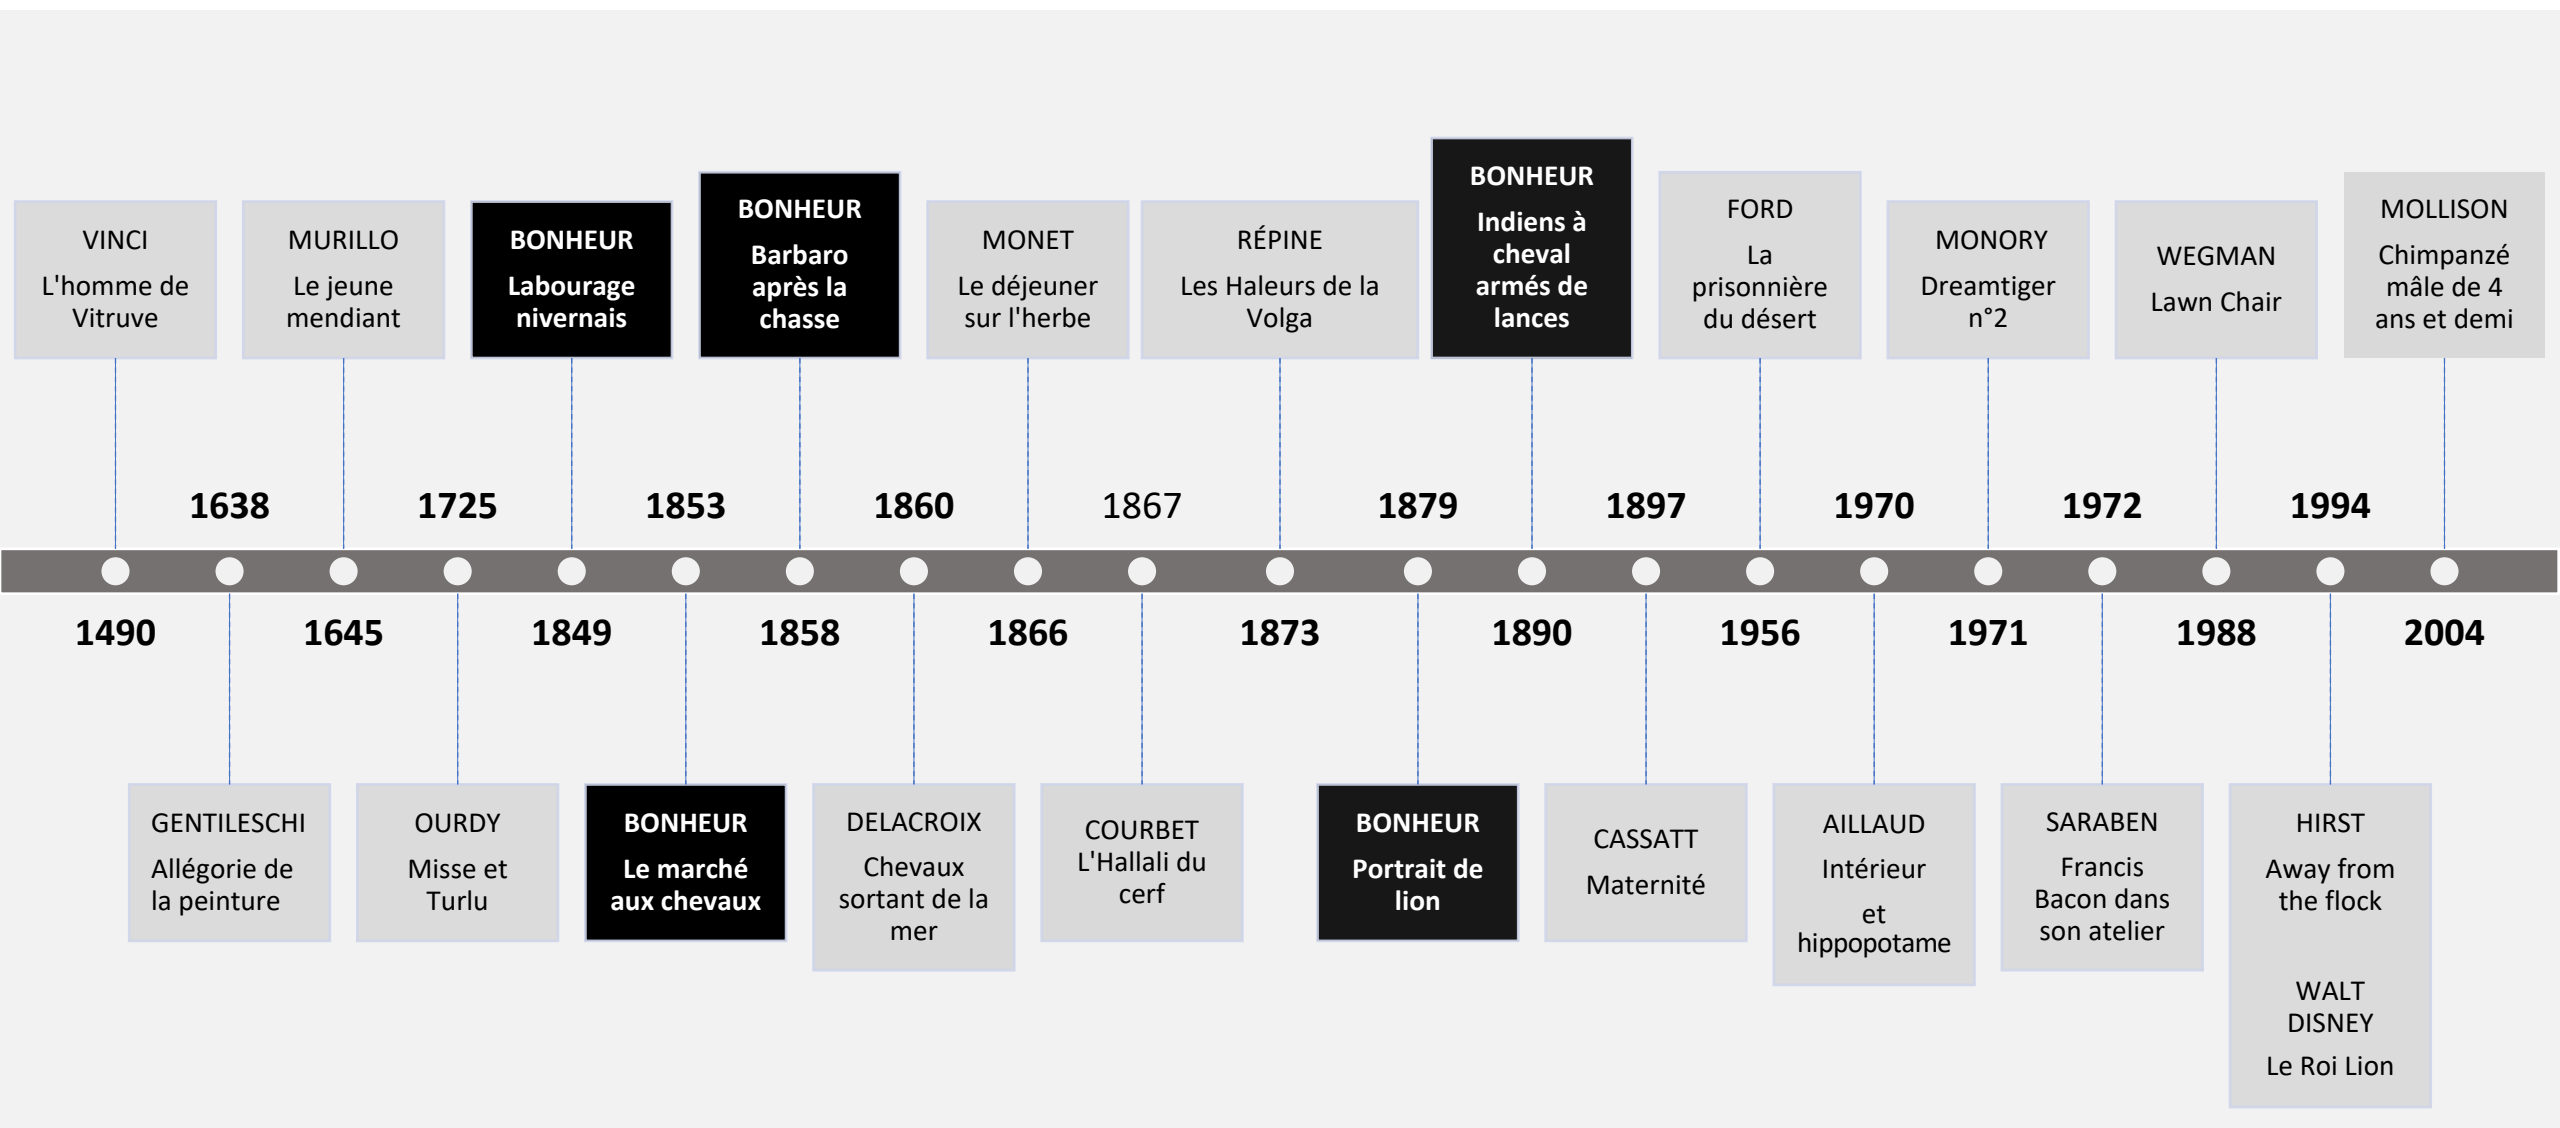 VINCI
L'homme de
Vitruve
MURILLO
Le jeune
mendiant
BONHEUR
Labourage
nivernais
BONHEUR
Barbaro
après la
chasse
MONET
Le déjeuner
sur l'herbe
RÉPINE
Les Haleurs de la
Volga
BONHEUR
Indiens à
cheval
armés de
lances
FORD
La
prisonnière
du désert
MONORY
Dreamtiger
n°2
WEGMAN
Lawn Chair
MOLLISON
Chimpanzé
mâle de 4
ans et demi
1638
1725
1853
1860
1867
1879
1897
1970
1972
1994
1490
1645
1849
1858
1866
1873
1890
1956
1971
1988
2004
GENTILESCHI
Allégorie de
la peinture
OURDY
Misse et
Turlu
BONHEUR
Le marché
aux chevaux
DELACROIX
Chevaux
sortant de la
mer
COURBET
L'Hallali du
cerf
BONHEUR
Portrait de
lion
CASSATT
Maternité
AILLAUD
Intérieur
et
hippopotame
SARABEN
Francis
Bacon dans
son atelier
HIRST
Away from
the flock
WALT
DISNEY
Le Roi Lion